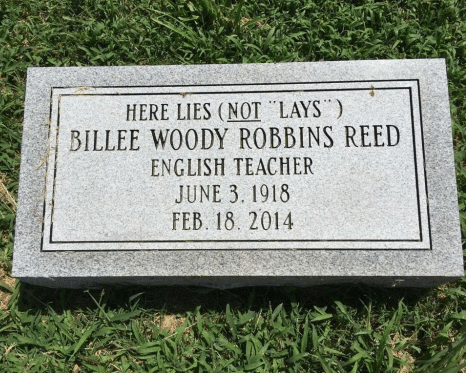 HERE LIES (NOT "LAYS")
BILLEE WOODY ROBBINS REED
ENGLISH TEACHER
JUNE 3. 1918
FEB. 18. 2014